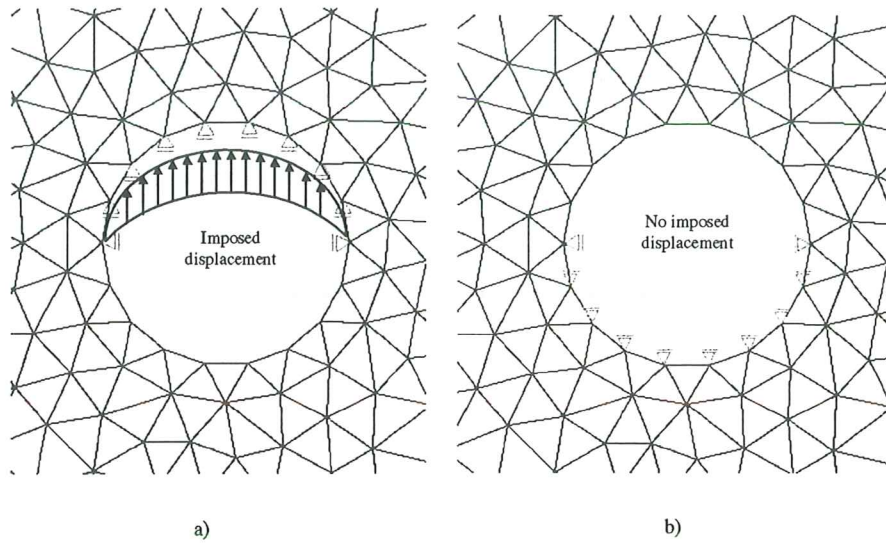 Imposed
displacement
No imposed
displacement
a)
b)